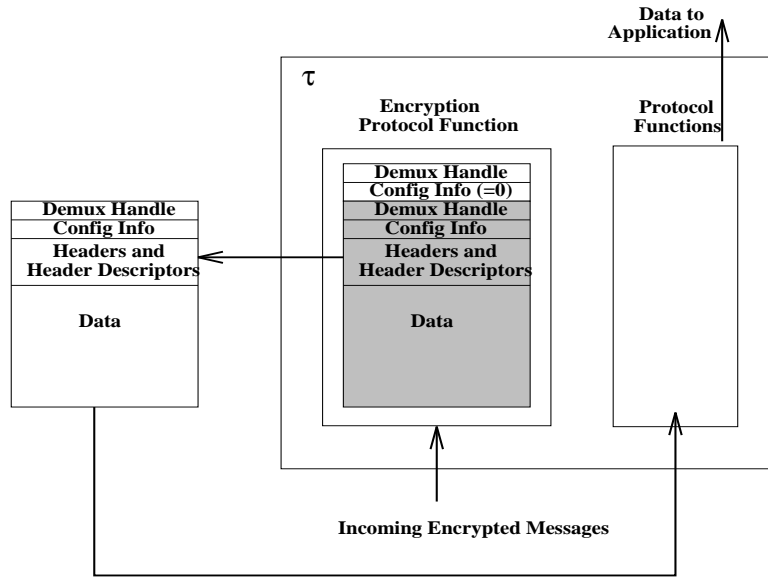 Data to
Application
τ
Encryption
Protocol Function
Protocol
Functions
Demux Handle
Config Info (=0)
Demux Handle
Config Info
Headers and
Header Descriptors
Data
Demux Handle
Config Info
Headers and
Header Descriptors
Data
Incoming Encrypted Messages